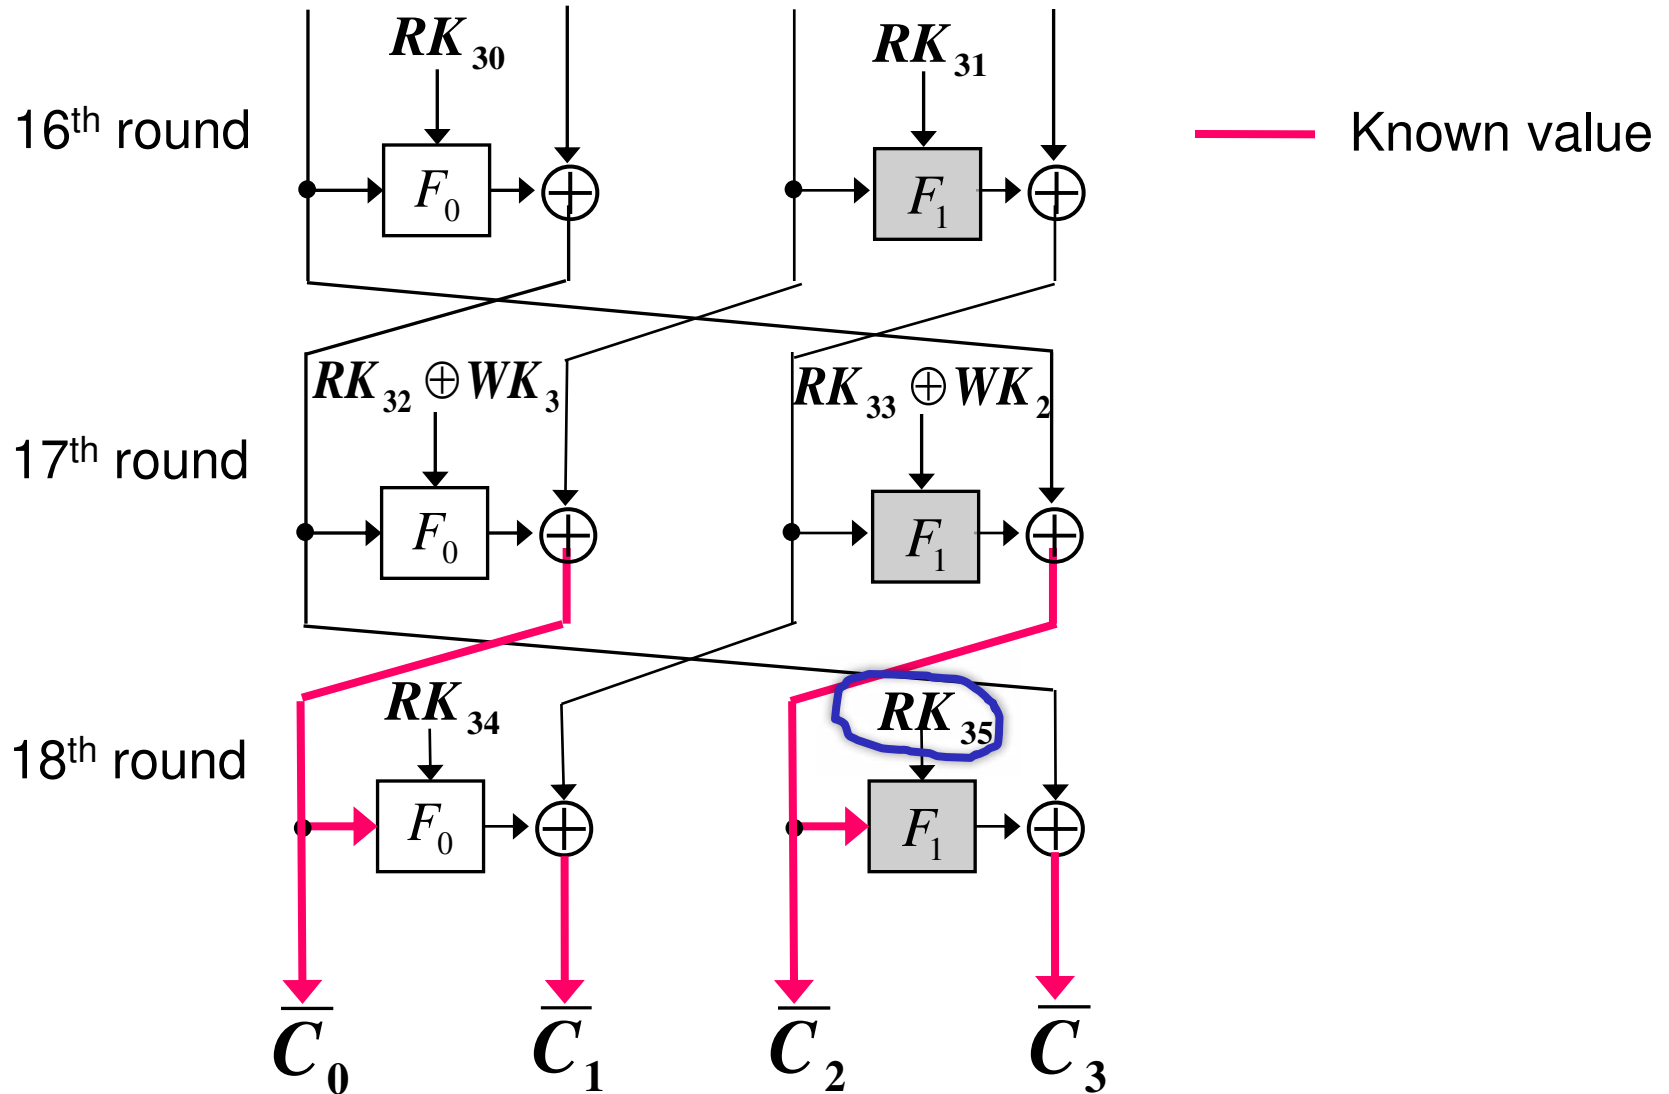 RK₃₀
RK₃₁
16ᵗʰ round
Known value
F₀
F₁
RK₃₂ ⊕ WK₃
RK₃₃ ⊕ WK₂
17ᵗʰ round
F₀
F₁
RK₃₄
RK₃₅
18ᵗʰ round
F₀
F₁
C̅₀ C̅₁ C̅₂ C̅₃